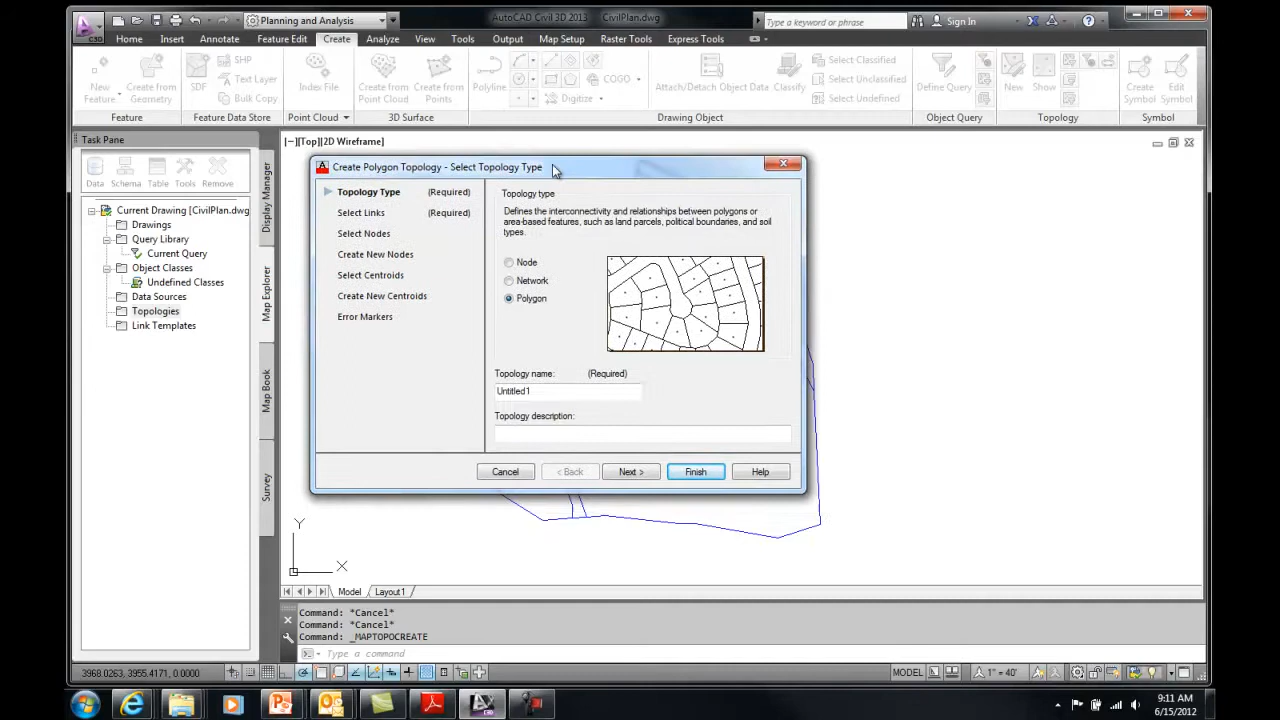 Planning and Analysis
AutoCAD Civil 3D 2013 CivilPlan.dwg
Type a keyword or phrase
Sign In
C3D
Home Insert Annotate Feature Edit Create Analyze View Tools Output Map Setup Raster Tools Express Tools
New Feature
Create from Geometry
SDF
SHP
Text Layer
Bulk Copy
Index File
Create from Point Cloud
Create from Points
Polyline
COGO
Digitize
Attach/Detach Object Data
Classify
Select Classified
Select Unclassified
Select Undefined
Define Query
New
Show
Create Symbol
Edit Symbol
Feature Feature Data Store Point Cloud 3D Surface Drawing Object Object Query Topology Symbol
Task Pane
[−][Top][2D Wireframe]
Data Schema Table Tools Remove
Display Manager
Map Explorer
Map Book
Survey
Current Drawing [CivilPlan.dwg
Drawings
Query Library
Current Query
Object Classes
Undefined Classes
Data Sources
Topologies
Link Templates
Create Polygon Topology - Select Topology Type
Topology Type (Required)
Select Links (Required)
Select Nodes
Create New Nodes
Select Centroids
Create New Centroids
Error Markers
Topology type
Defines the interconnectivity and relationships between polygons or
area-based features, such as land parcels, political boundaries, and soil
types.
Node
Network
Polygon
Topology name: (Required)
Untitled1
Topology description:
Cancel < Back Next > Finish Help
Y
X
Model Layout1
Command: *Cancel*
Command: *Cancel*
Command: _MAPTOPOCREATE
Type a command
3968.0263, 3955.4171, 0.0000
MODEL
1" = 40'
9:11 AM
6/15/2012